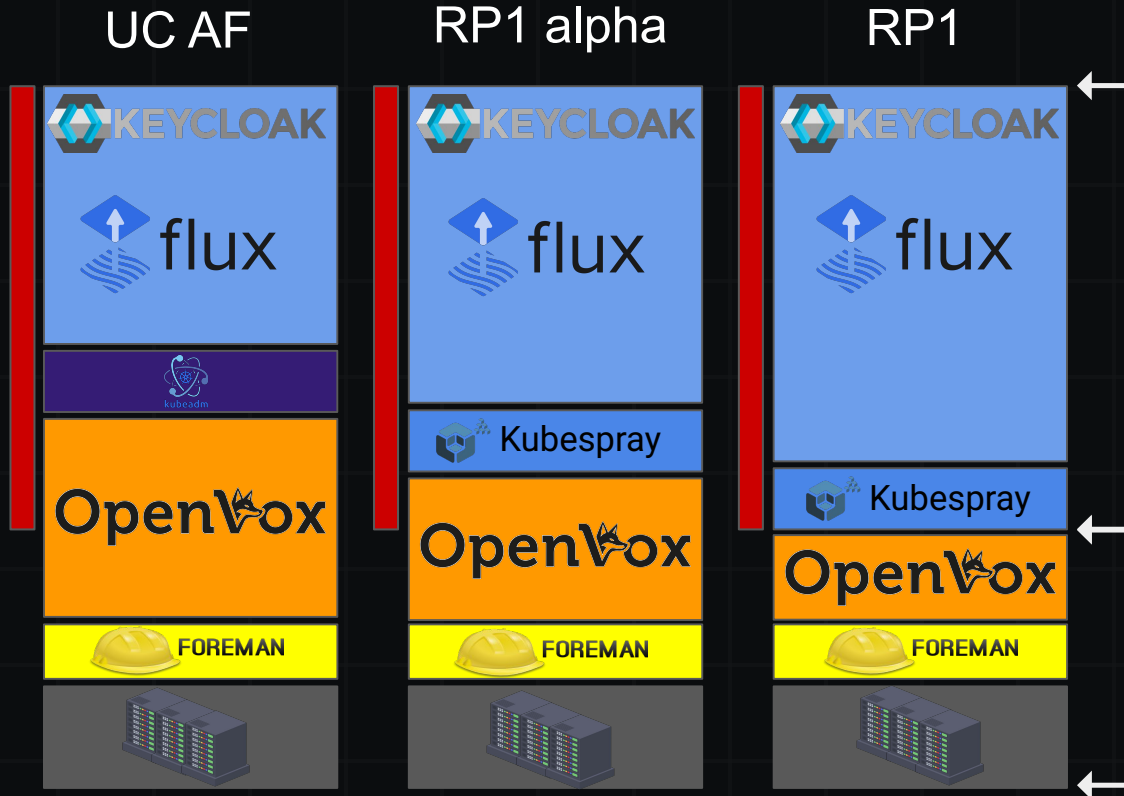 UC AF
RP1 alpha
RP1
KEYCLOAK
KEYCLOAK
KEYCLOAK
flux
flux
flux
kubeadm
Kubespray
Kubespray
OpenVox
OpenVox
OpenVox
FOREMAN
FOREMAN
FOREMAN